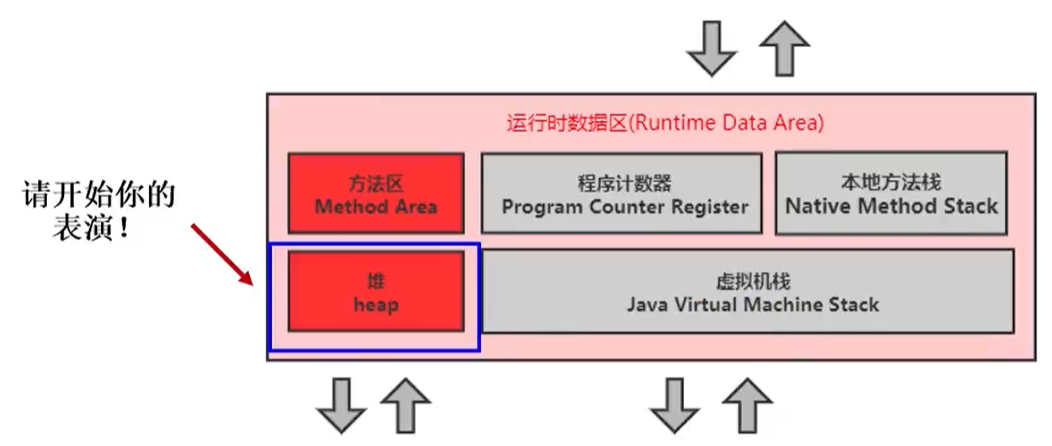 运行时数据区(Runtime Data Area)
方法区
Method Area
程序计数器
Program Counter Register
本地方法栈
Native Method Stack
请开始你的
表演！
堆
heap
虚拟机栈
Java Virtual Machine Stack